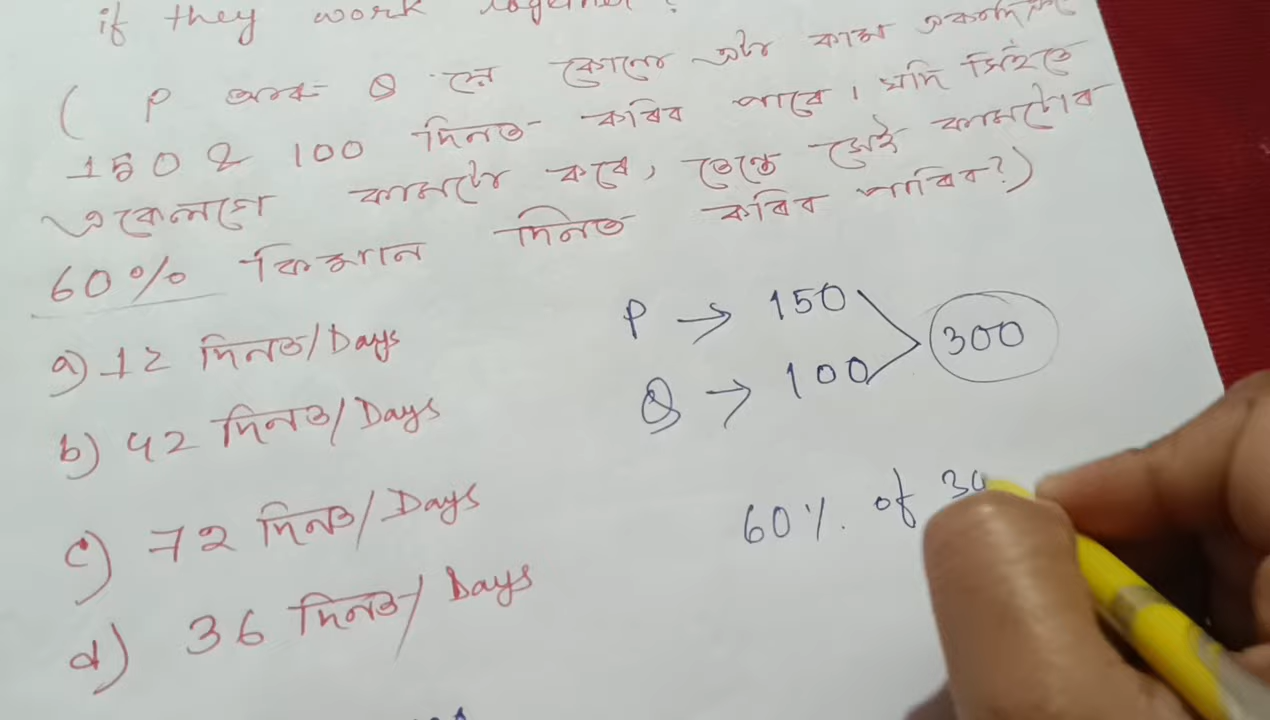 if they work together?
( P আৰু Q য়ে কোনো এটা কাম
150 & 100 দিনত কৰিব পাৰে। যদি সিহঁতে
একেলগে কামটো কৰে, তেন্তে সেই কামটোৰ
60% কিমান দিনত কৰিব পাৰিব?)
a) 12 দিনত/Days
b) 42 দিনত/Days
c) 72 দিনত/Days
d) 36 দিনত/Days
P → 150
Q → 100
300
60% of 30